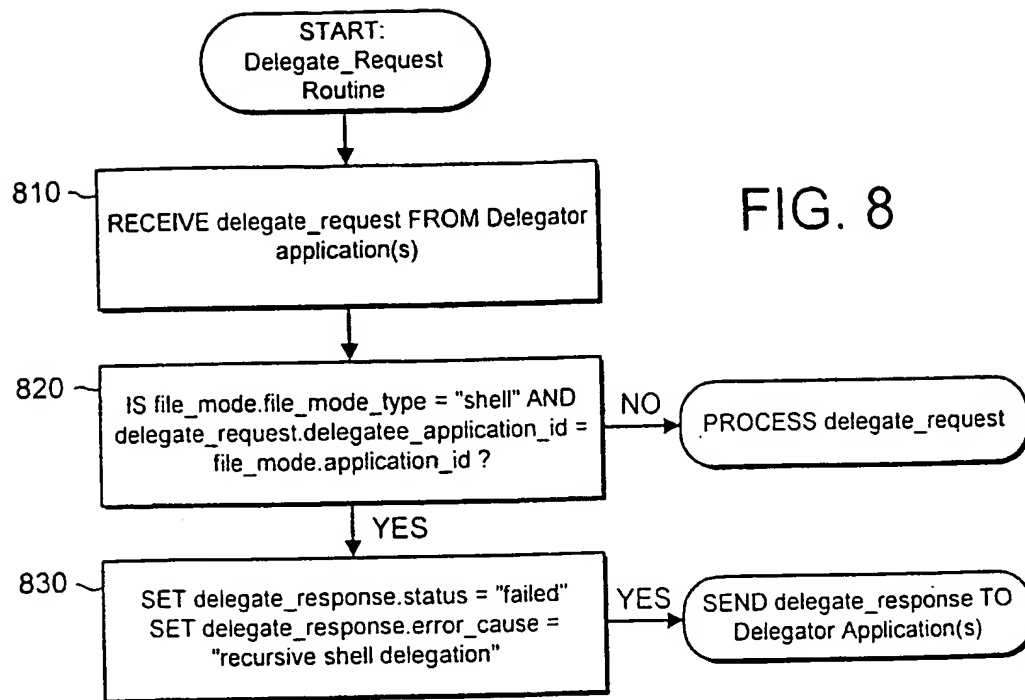 START:
Delegate_Request
Routine
810
RECEIVE delegate_request FROM Delegator
application(s)
FIG. 8
820
IS file_mode.file_mode_type = "shell" AND
delegate_request.delegatee_application_id =
file_mode.application_id ?
NO
PROCESS delegate_request
YES
830
SET delegate_response.status = "failed"
SET delegate_response.error_cause =
"recursive shell delegation"
YES
SEND delegate_response TO
Delegator Application(s)